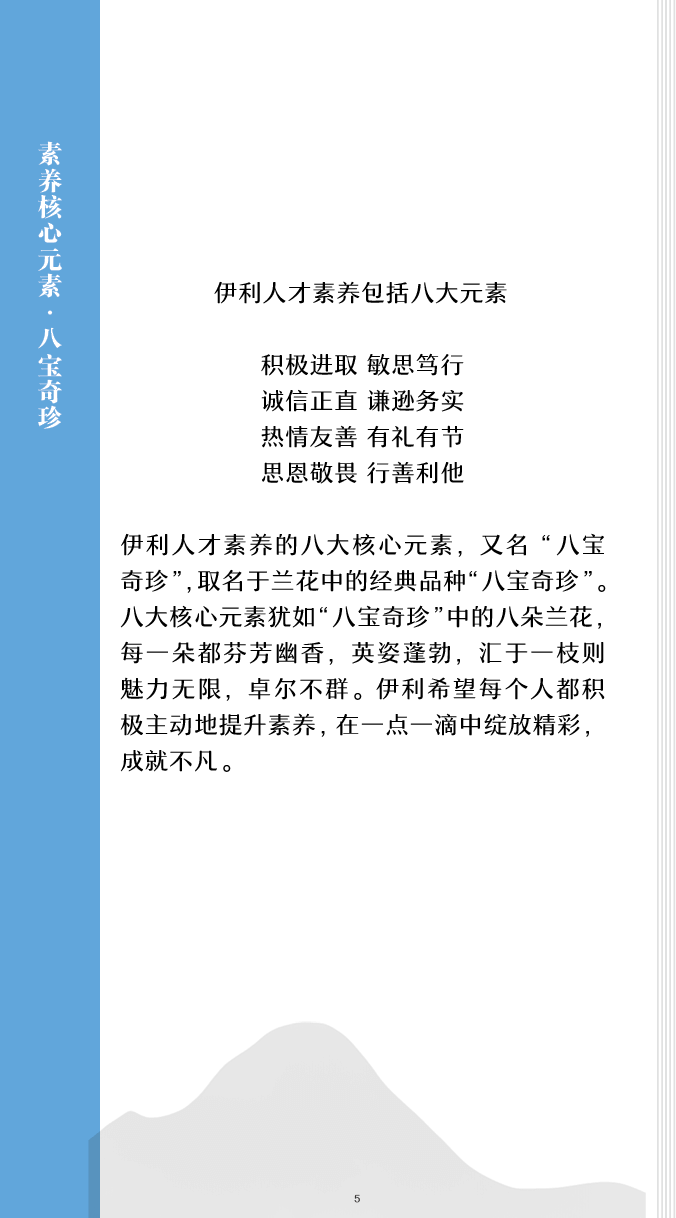 素养核心元素·八宝奇珍
伊利人才素养包括八大元素
积极进取 敏思笃行
诚信正直 谦逊务实
热情友善 有礼有节
思恩敬畏 行善利他
伊利人才素养的八大核心元素，又名“八宝
奇珍”，取名于兰花中的经典品种“八宝奇珍”。
八大核心元素犹如“八宝奇珍”中的八朵兰花，
每一朵都芬芳幽香，英姿蓬勃，汇于一枝则
魅力无限，卓尔不群。伊利希望每个人都积
极主动地提升素养，在一点一滴中绽放精彩，
成就不凡。
5